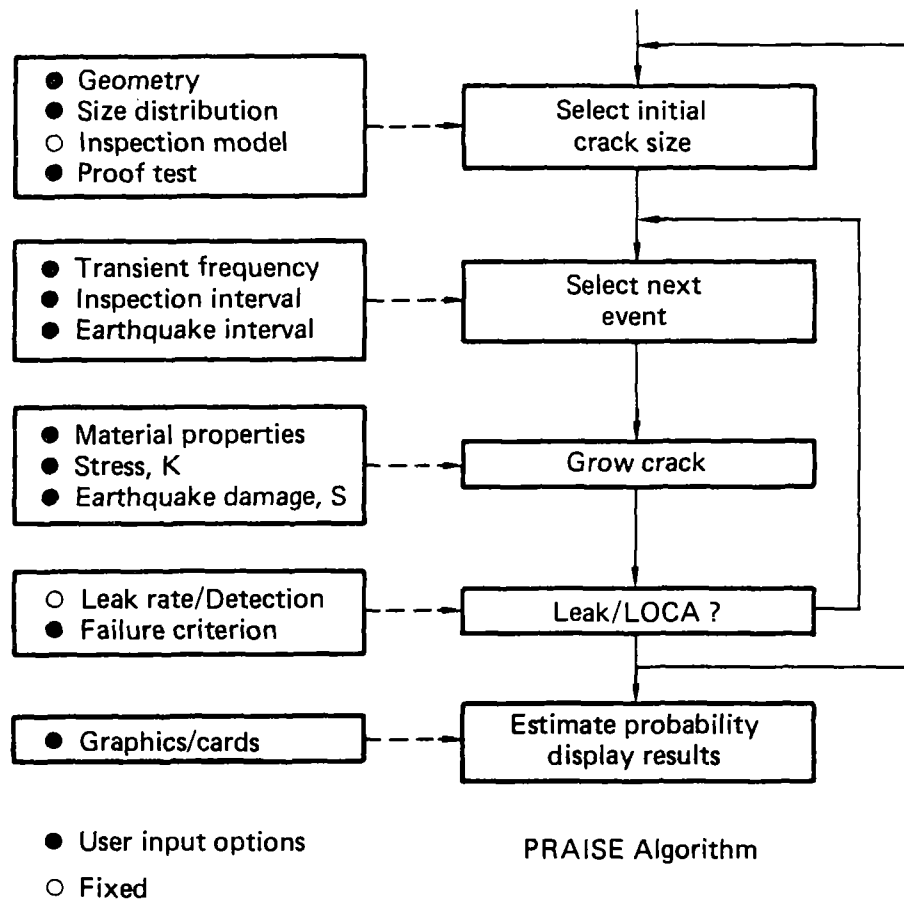 ● Geometry
● Size distribution
○ Inspection model
● Proof test
Select initial
crack size
● Transient frequency
● Inspection interval
● Earthquake interval
Select next
event
● Material properties
● Stress, K
● Earthquake damage, S
Grow crack
○ Leak rate/Detection
● Failure criterion
Leak/LOCA ?
● Graphics/cards
Estimate probability
display results
● User input options
○ Fixed
PRAISE Algorithm